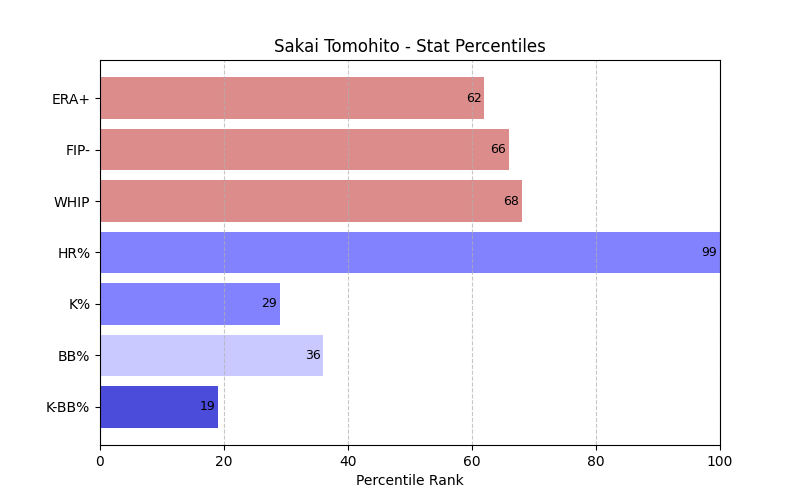 Sakai Tomohito - Stat Percentiles
ERA+ 62
FIP- 66
WHIP 68
HR% 99
K% 29
BB% 36
K-BB% 19
0 20 40 60 80 100
Percentile Rank